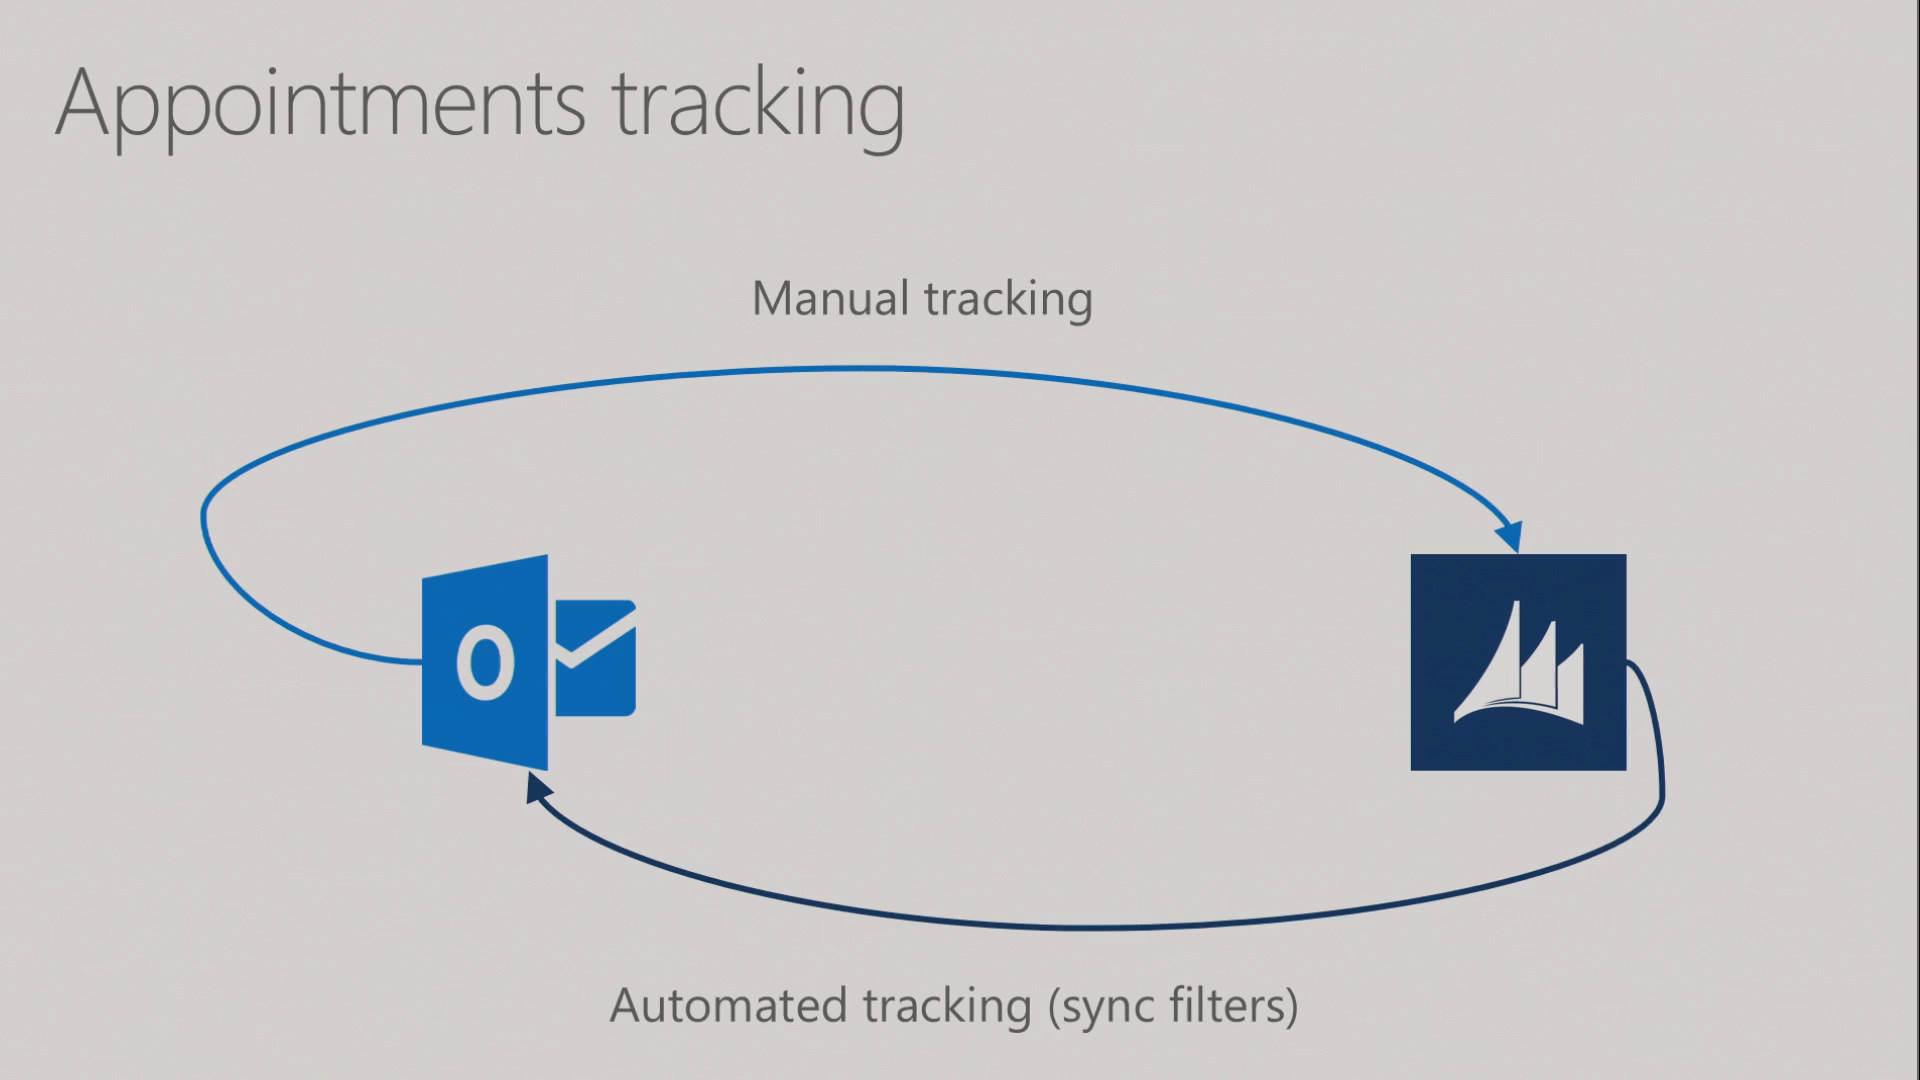 Appointments tracking
Manual tracking
O
Automated tracking (sync filters)